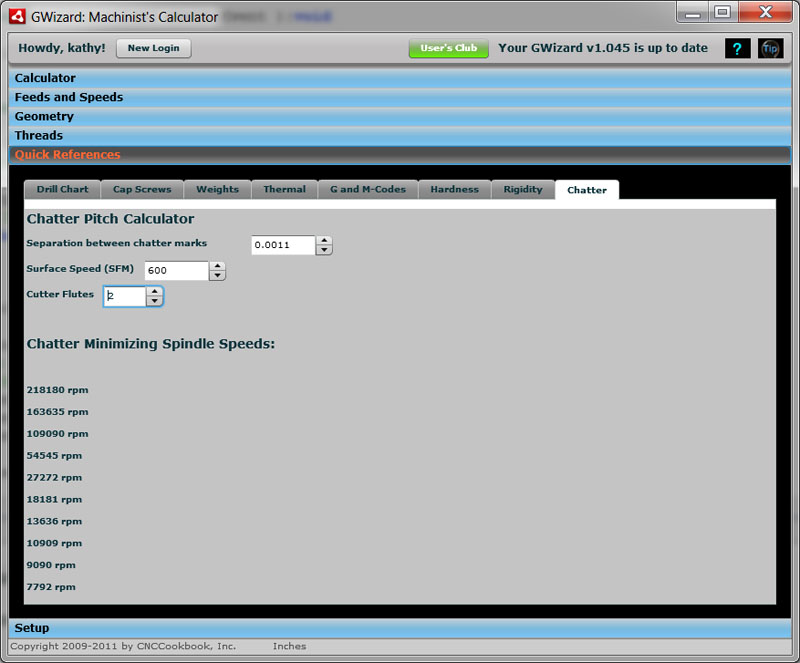 GWizard: Machinist's Calculator
Howdy, kathy! New Login User's Club Your GWizard v1.045 is up to date ? Tip
Calculator
Feeds and Speeds
Geometry
Threads
Quick References
Drill Chart Cap Screws Weights Thermal G and M-Codes Hardness Rigidity Chatter
Chatter Pitch Calculator
Separation between chatter marks 0.0011
Surface Speed (SFM) 600
Cutter Flutes 2
Chatter Minimizing Spindle Speeds:
218180 rpm
163635 rpm
109090 rpm
54545 rpm
27272 rpm
18181 rpm
13636 rpm
10909 rpm
9090 rpm
7792 rpm
Setup
Copyright 2009-2011 by CNCCookbook, Inc. Inches